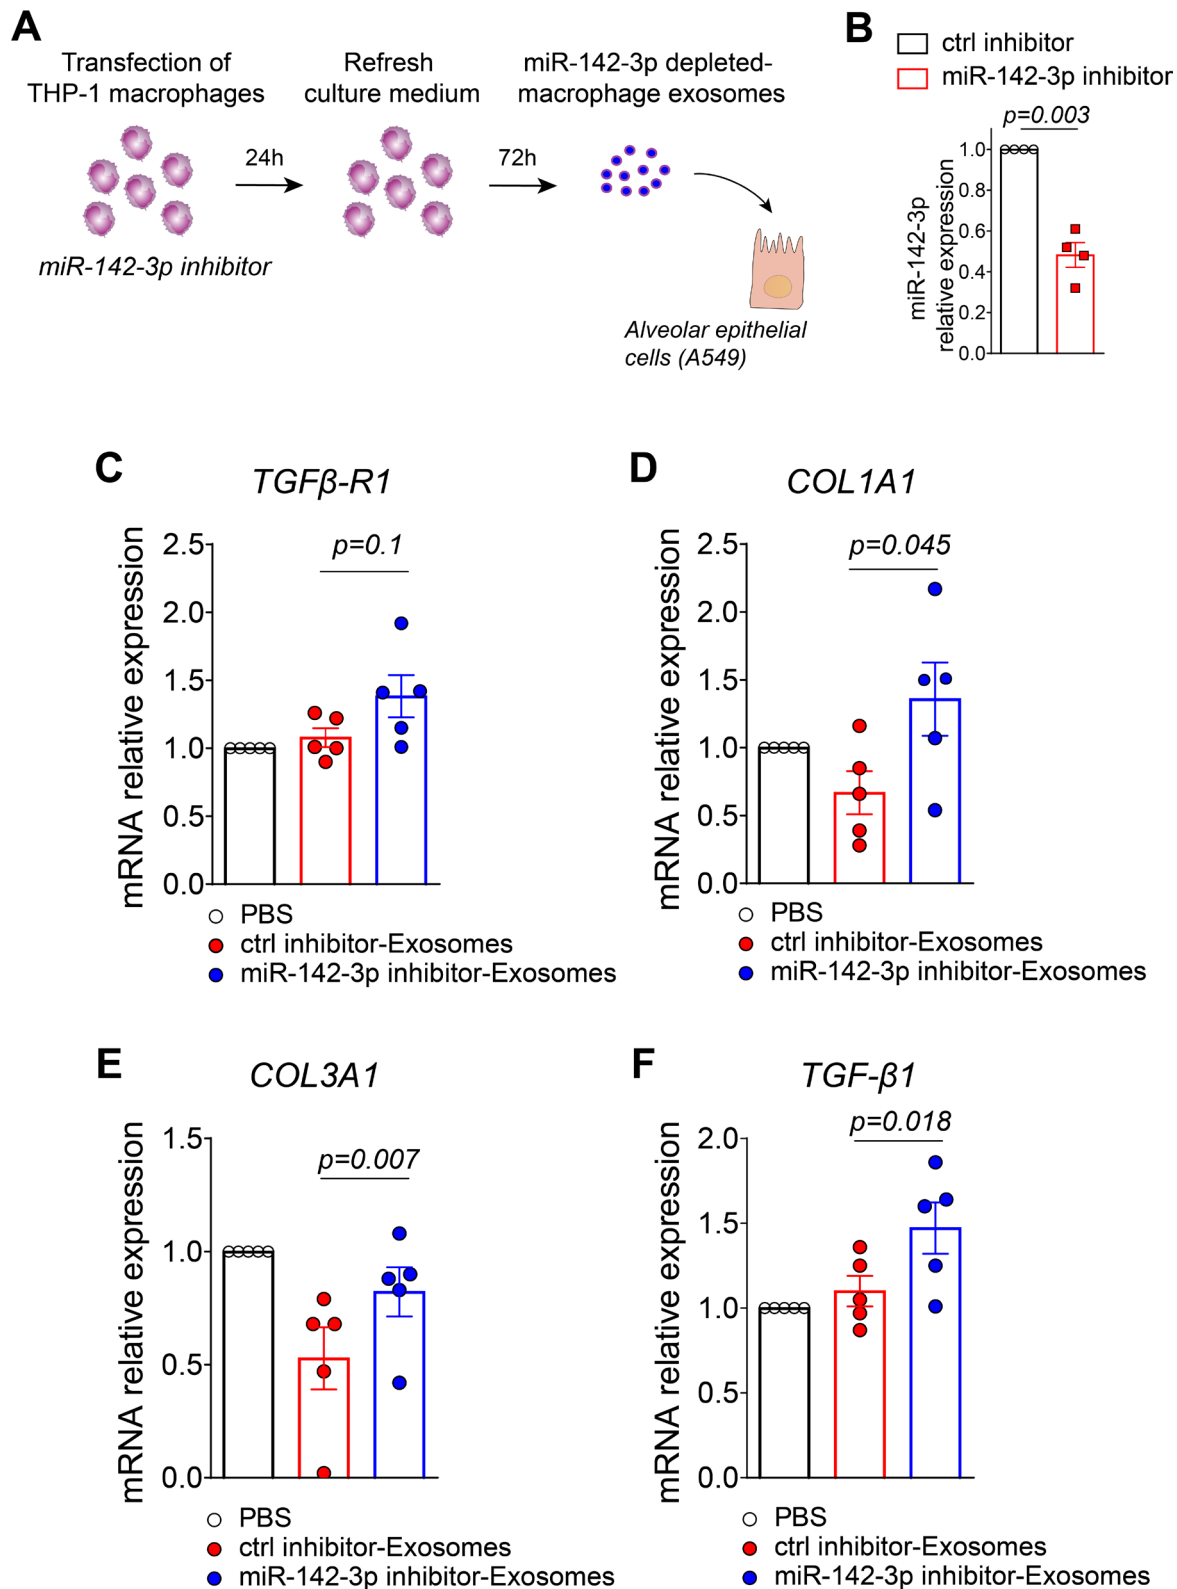 A
Transfection of
THP-1 macrophages
Refresh
culture medium
miR-142-3p depleted-
macrophage exosomes
24h
72h
miR-142-3p inhibitor
Alveolar epithelial
cells (A549)
B
ctrl inhibitor
miR-142-3p inhibitor
p=0.003
miR-142-3p
relative expression
1.0
0.8
0.6
0.4
0.2
0.0
C
TGFβ-R1
p=0.1
mRNA relative expression
2.5
2.0
1.5
1.0
0.5
0.0
PBS
ctrl inhibitor-Exosomes
miR-142-3p inhibitor-Exosomes
D
COL1A1
p=0.045
mRNA relative expression
2.5
2.0
1.5
1.0
0.5
0.0
PBS
ctrl inhibitor-Exosomes
miR-142-3p inhibitor-Exosomes
E
COL3A1
p=0.007
mRNA relative expression
1.5
1.0
0.5
0.0
PBS
ctrl inhibitor-Exosomes
miR-142-3p inhibitor-Exosomes
F
TGF-β1
p=0.018
mRNA relative expression
2.0
1.5
1.0
0.5
0.0
PBS
ctrl inhibitor-Exosomes
miR-142-3p inhibitor-Exosomes